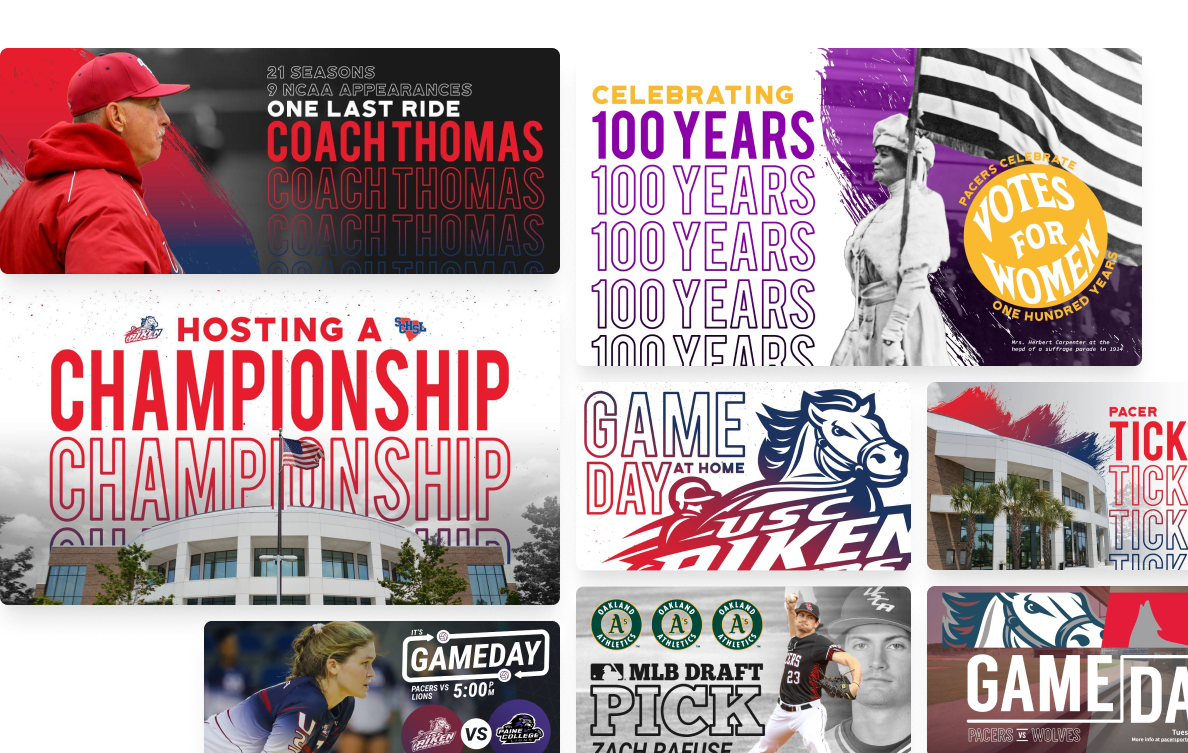 21 SEASONS
9 NCAA APPEARANCES
ONE LAST RIDE
COACH THOMAS
COACH THOMAS
COACH THOMAS
COACH THOMAS
CELEBRATING
100 YEARS
100 YEARS
100 YEARS
100 YEARS
100 YEARS
PACERS CELEBRATE
VOTES
FOR
WOMEN
ONE HUNDRED YEARS
Mrs. Herbert Carpenter at the
head of a suffrage parade in 1914
HOSTING A
AIKEN
SCHSL
CHAMPIONSHIP
CHAMPIONSHIP
CHAMPIONSHIP
GAME
DAY AT HOME
USC
AIKEN
PACER
TICK
TICK
TICK
TICK
IT'S
GAMEDAY
PACERS VS
LIONS
5:00 PM
AIKEN
VS
PAINE
COLLEGE
OAKLAND
A's
ATHLETICS
OAKLAND
A's
ATHLETICS
OAKLAND
A's
ATHLETICS
MLB DRAFT
PICK
ZACH RAFUSE
23
GAME DA
PACERS VS WOLVES
Tues
More info at pacersport